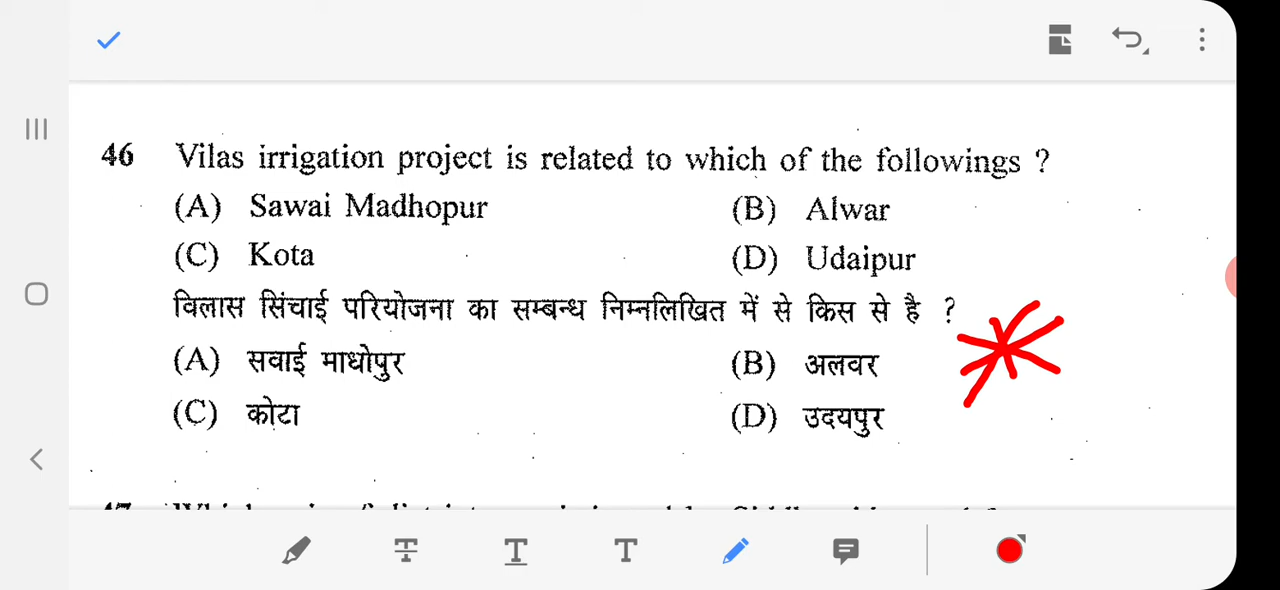 46 Vilas irrigation project is related to which of the followings ?
(A) Sawai Madhopur (B) Alwar
(C) Kota (D) Udaipur
विलास सिंचाई परियोजना का सम्बन्ध निम्नलिखित में से किस से है ?
(A) सवाई माधोपुर (B) अलवर
(C) कोटा (D) उदयपुर